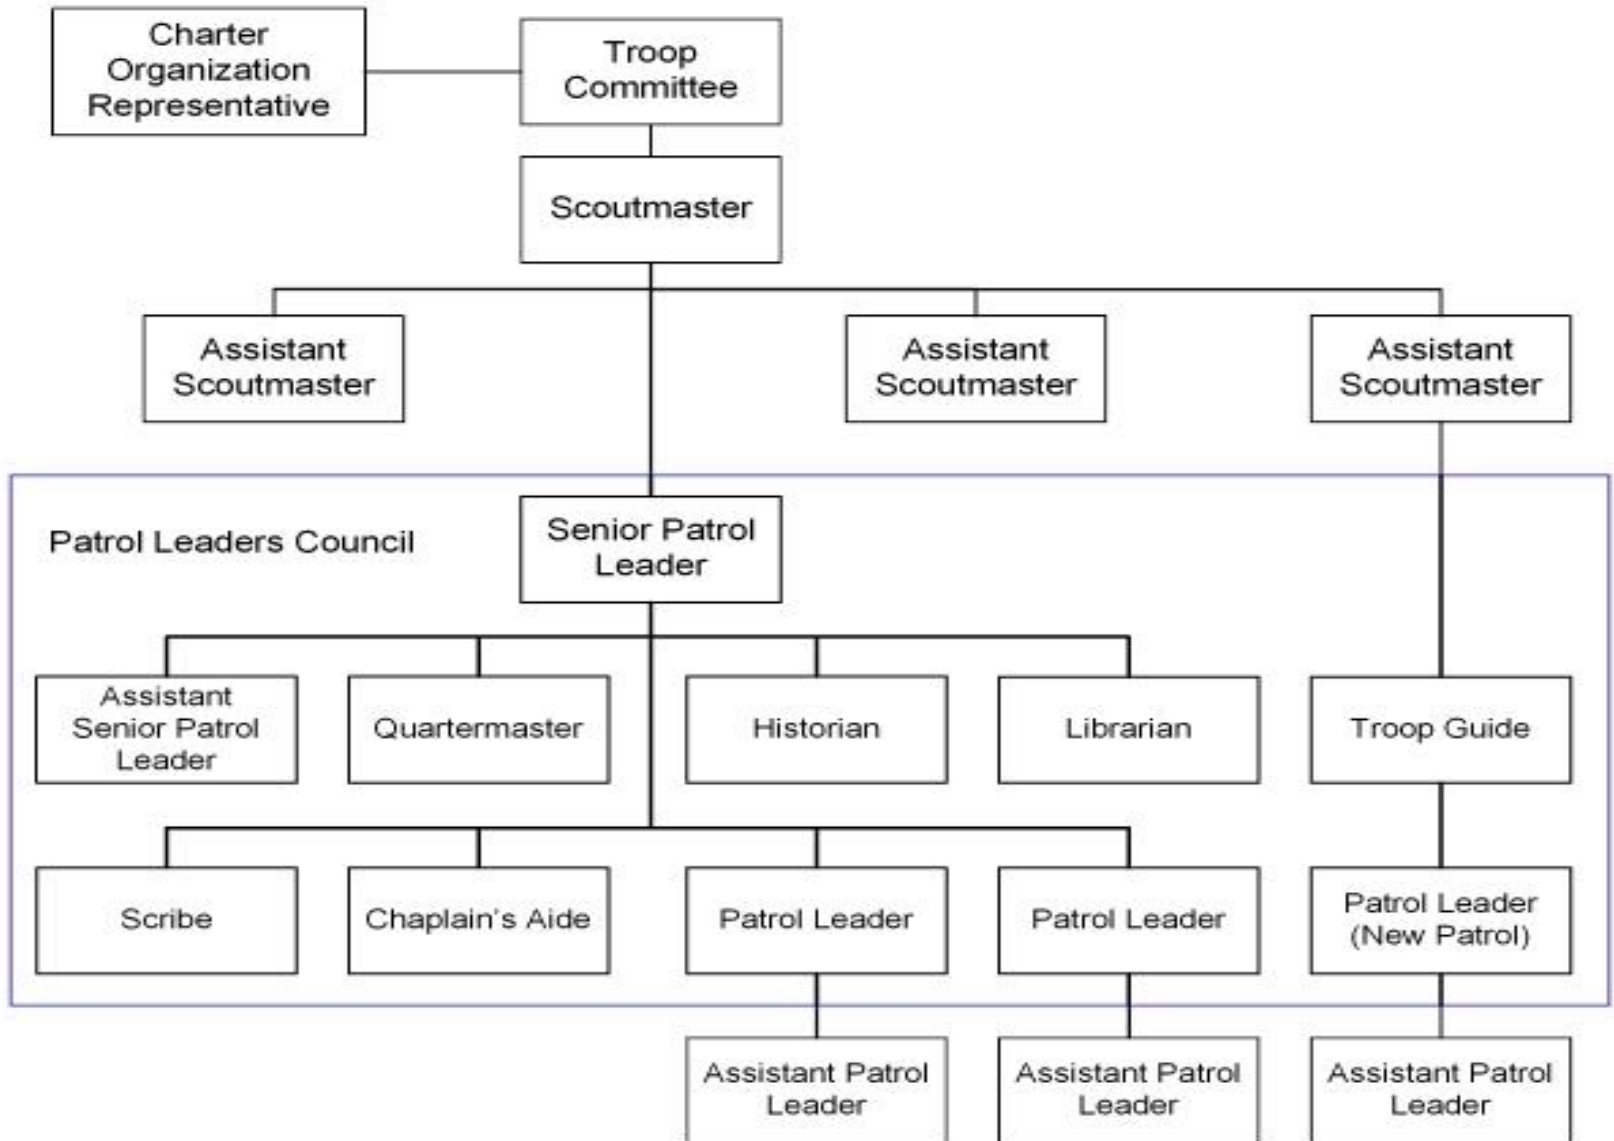 Charter
Organization
Representative
Troop
Committee
Scoutmaster
Assistant
Scoutmaster
Assistant
Scoutmaster
Assistant
Scoutmaster
Patrol Leaders Council
Senior Patrol
Leader
Assistant
Senior Patrol
Leader
Quartermaster
Historian
Librarian
Troop Guide
Scribe
Chaplain's Aide
Patrol Leader
Patrol Leader
Patrol Leader
(New Patrol)
Assistant Patrol
Leader
Assistant Patrol
Leader
Assistant Patrol
Leader